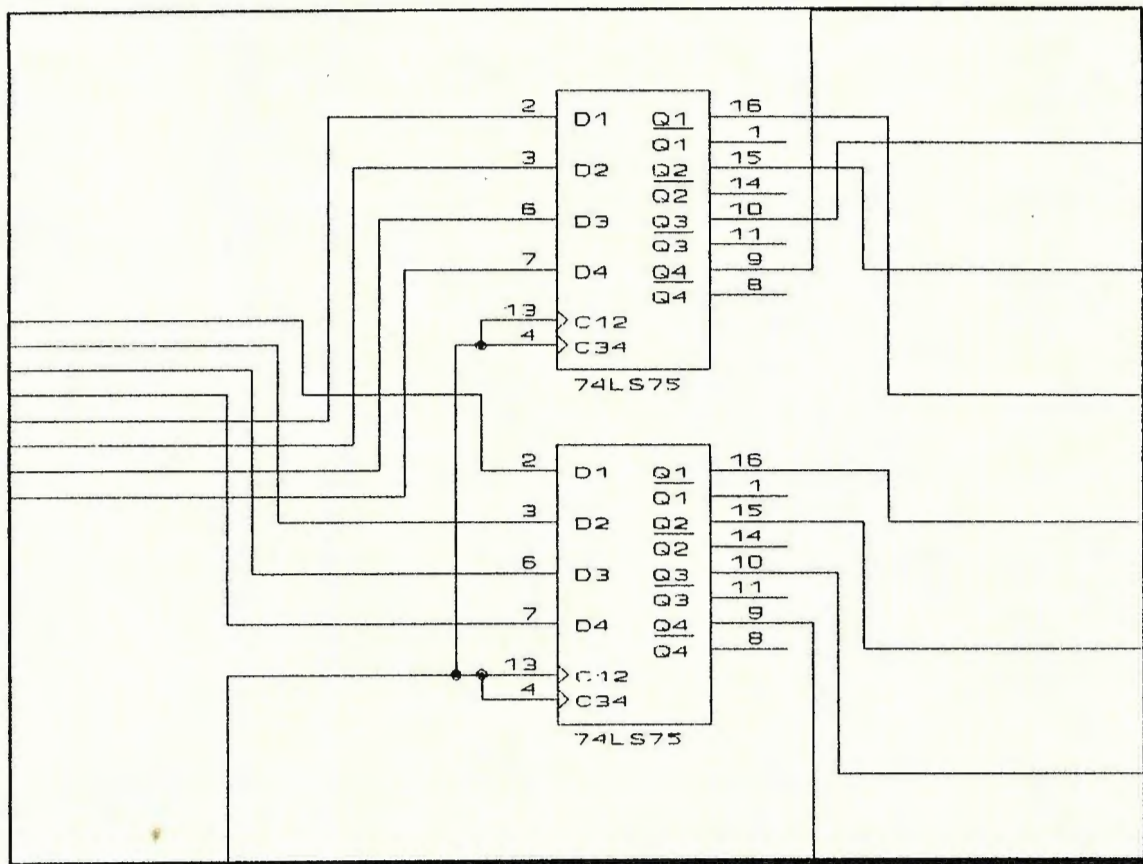 2 D1 Q1 16
Q1 1
3 D2 Q2 15
Q2 14
6 D3 Q3 10
Q3 11
7 D4 Q4 9
Q4 8
13 C12
4 C34
74LS75
2 D1 Q1 16
Q1 1
3 D2 Q2 15
Q2 14
6 D3 Q3 10
Q3 11
7 D4 Q4 9
Q4 8
13 C12
4 C34
74LS75